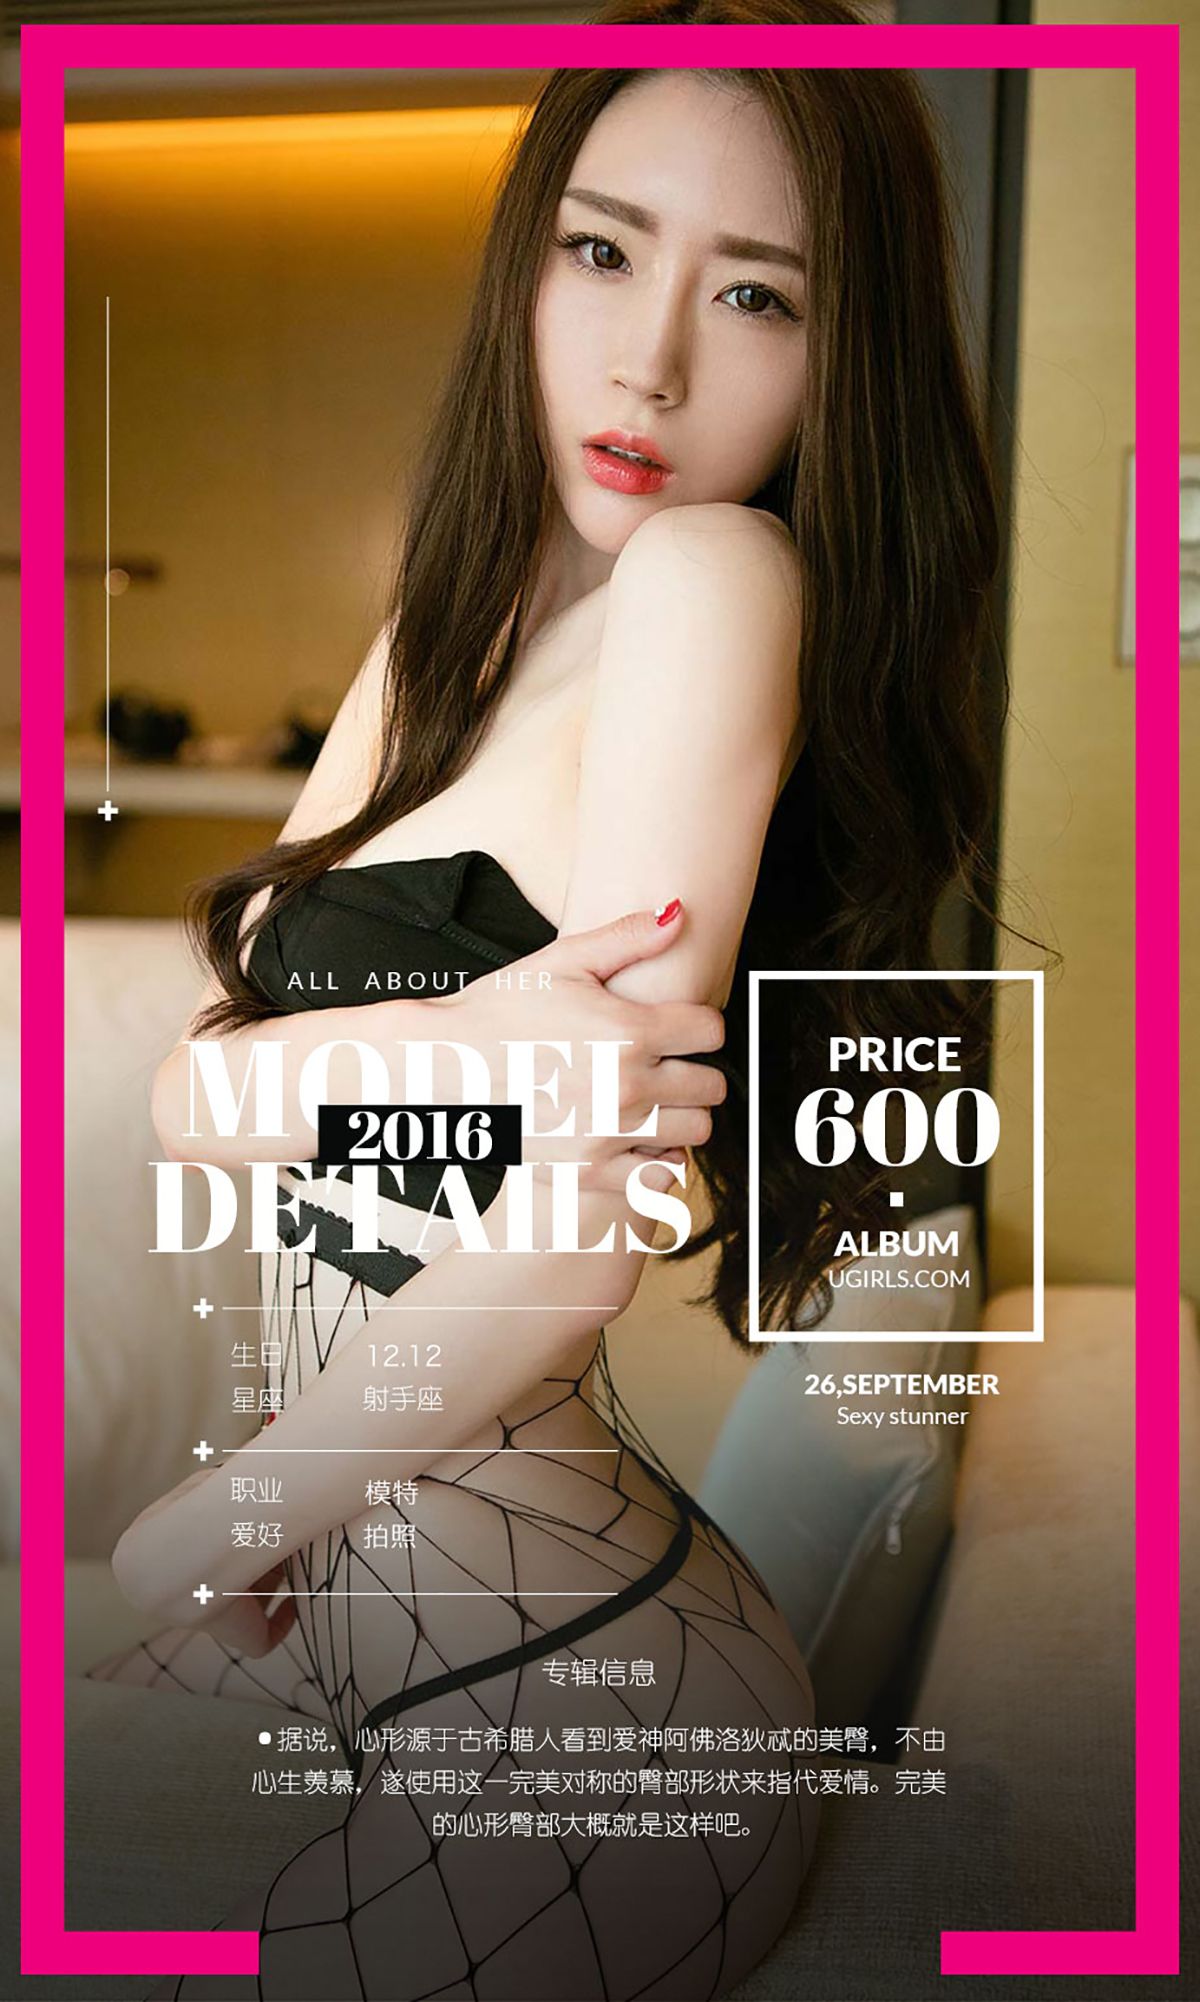 ALL ABOUT HER
MODEL
2016
DETAILS
PRICE
600
ALBUM
UGIRLS.COM
26,SEPTEMBER
Sexy stunner
生日 12.12
星座 射手座
职业 模特
爱好 拍照
专辑信息
•据说，心形源于古希腊人看到爱神阿佛洛狄忒的美臀，不由
心生羡慕，遂使用这一完美对称的臀部形状来指代爱情。完美
的心形臀部大概就是这样吧。